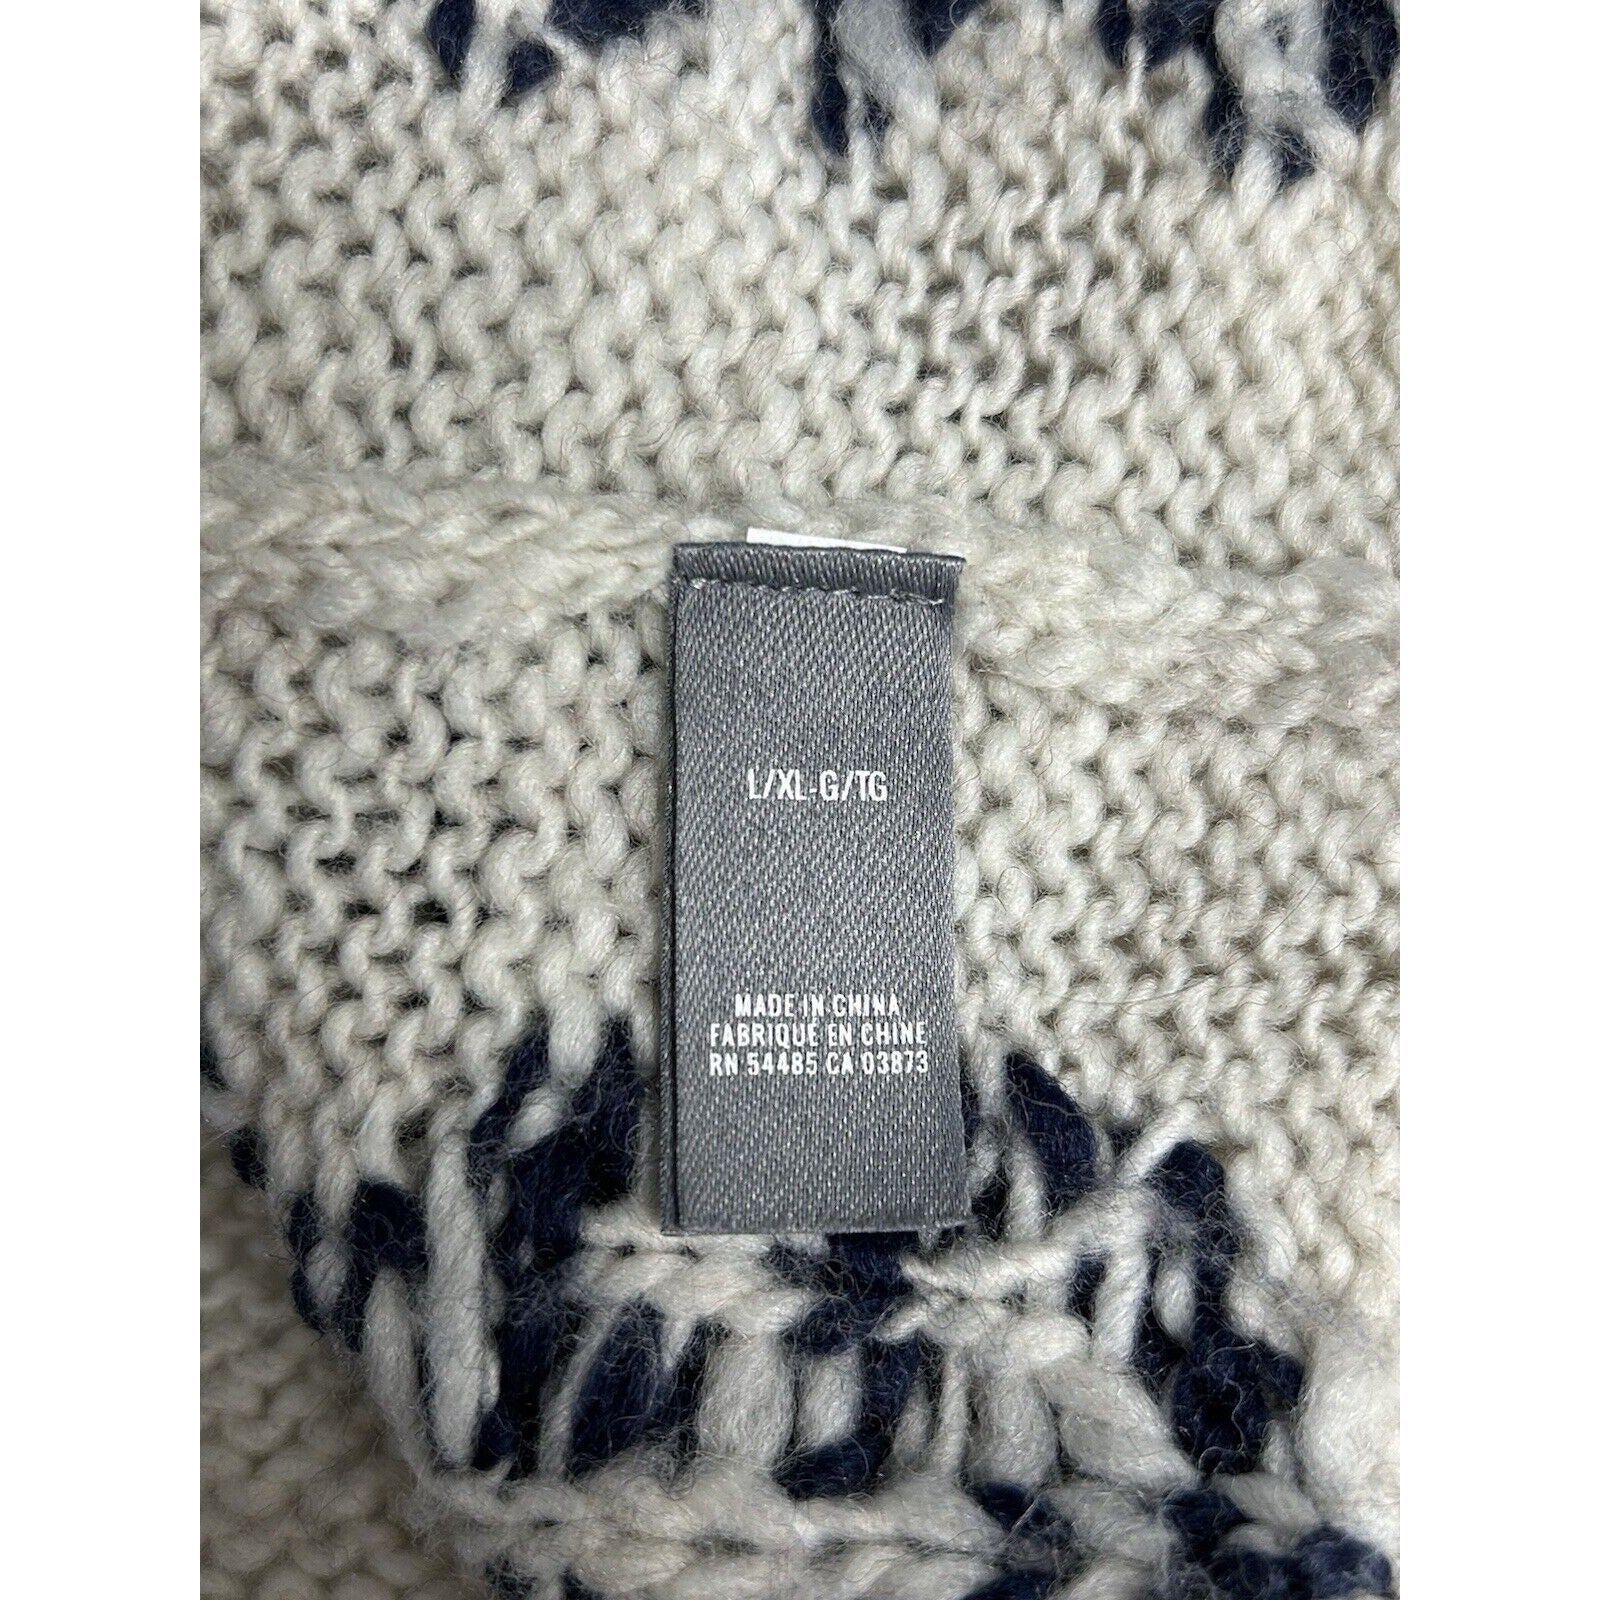 L/XL-G/TG
MADE IN CHINA
FABRIQUE EN CHINE
RN 54485 CA 03873